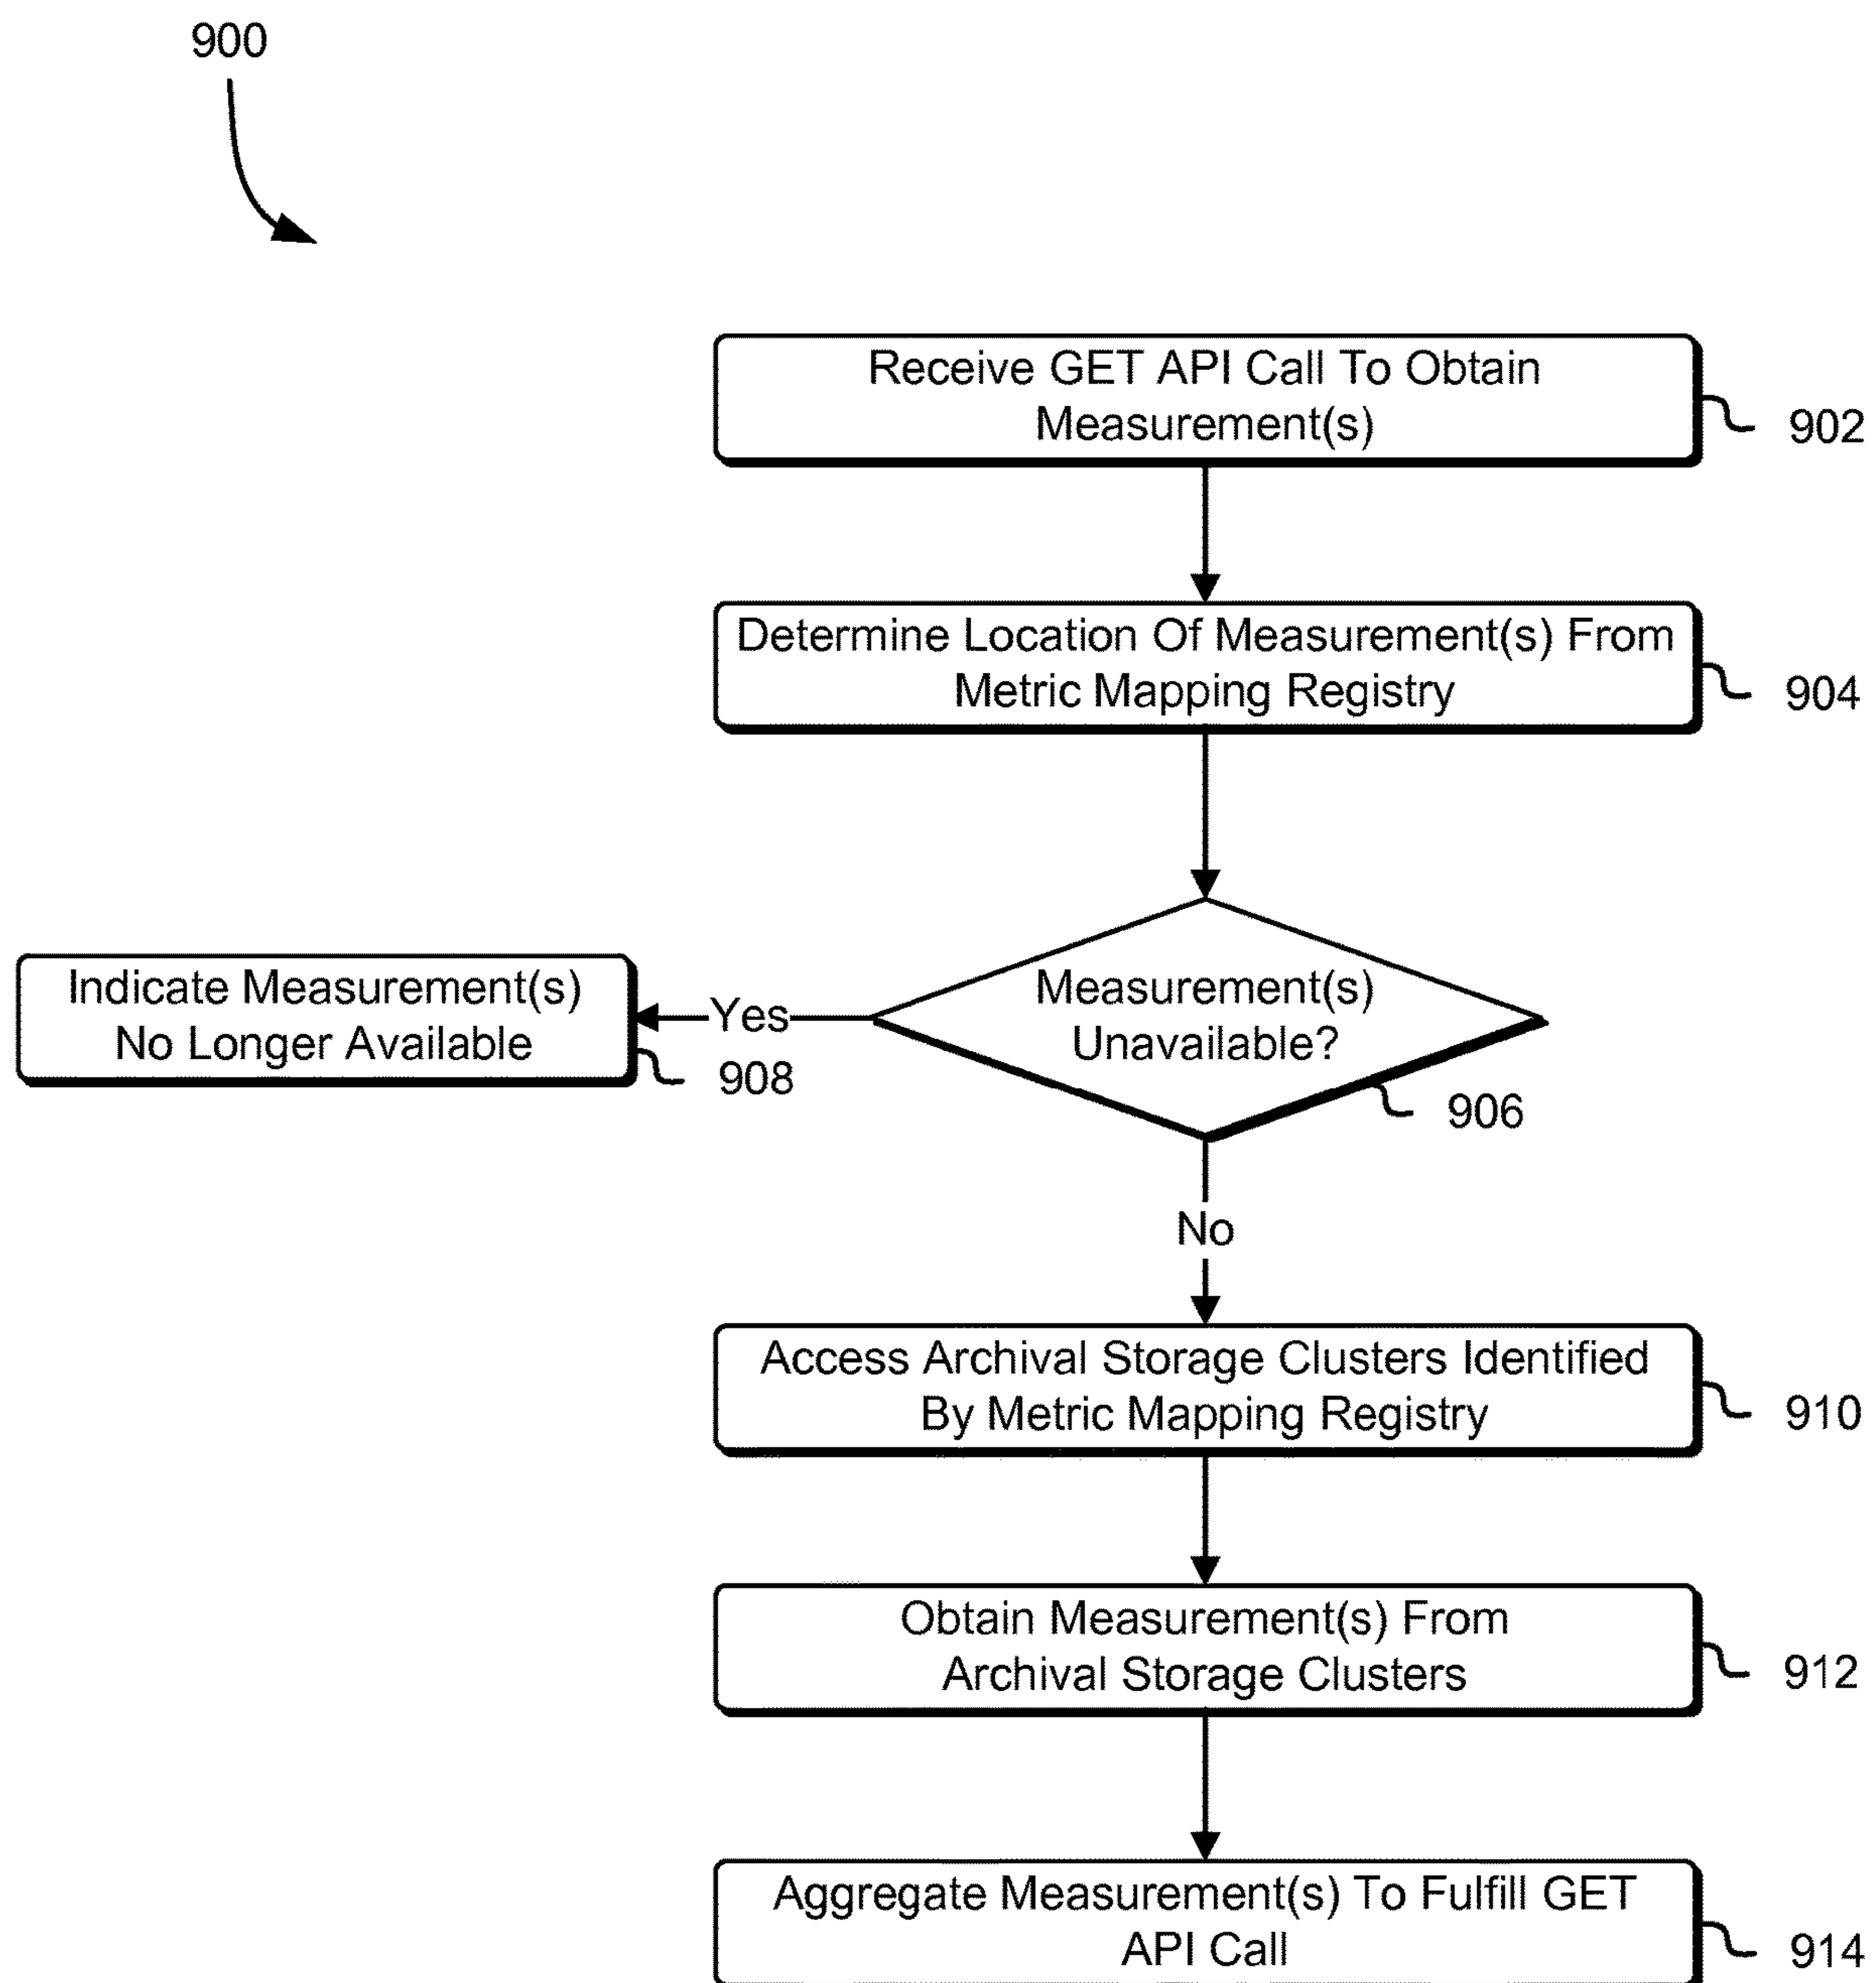 900
Receive GET API Call To Obtain
Measurement(s)
902
Determine Location Of Measurement(s) From
Metric Mapping Registry
904
Measurement(s)
Unavailable?
906
Yes
Indicate Measurement(s)
No Longer Available
908
No
Access Archival Storage Clusters Identified
By Metric Mapping Registry
910
Obtain Measurement(s) From
Archival Storage Clusters
912
Aggregate Measurement(s) To Fulfill GET
API Call
914